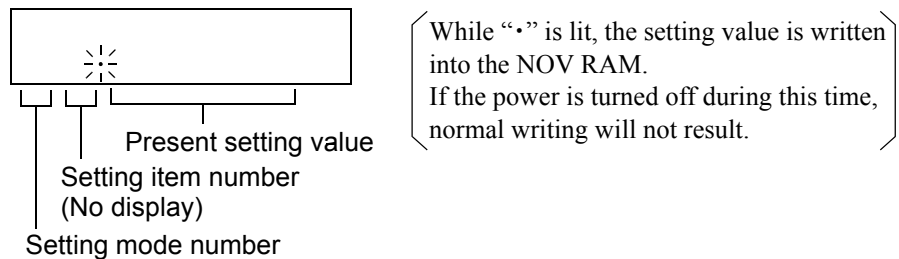 While “·” is lit, the setting value is written
into the NOV RAM.
If the power is turned off during this time,
normal writing will not result.
Present setting value
Setting item number
(No display)
Setting mode number